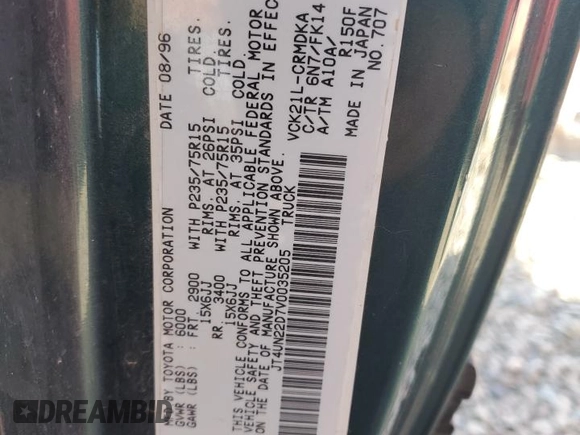 MFD BY TOYOTA MOTOR CORPORATION DATE 08/96
GVWR (LBS) : 6000
GAWR (LBS) : FRT 2900 WITH P235/75R15 TIRES.
15X6JJ RIMS. AT 26PSI COLD.
RR. 3400 WITH P235/75R15 TIRES.
15X6JJ RIMS. AT 35PSI COLD.
THIS VEHICLE CONFORMS TO ALL APPLICABLE FEDERAL MOTOR
VEHICLE SAFETY AND THEFT PREVENTION STANDARDS IN EFFECT
ON THE DATE OF MANUFACTURE SHOWN ABOVE.
JT4UN22D7V0035205 TRUCK
VCK21L-CRMDKA
C/TR 6N7/FK14
A/TM A10A/ R150F
MADE IN JAPAN
NO.707
DREAMBID